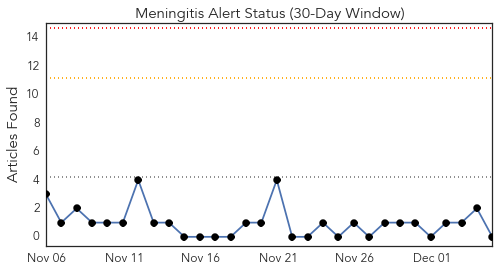 Meningitis Alert Status (30-Day Window)
Articles Found
14
12
10
8
6
4
2
0
Nov 06
Nov 11
Nov 16
Nov 21
Nov 26
Dec 01